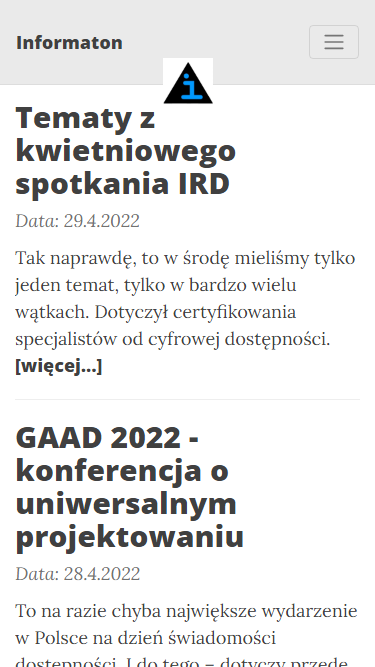 Informaton
Tematy z
kwietniowego
spotkania IRD
Data: 29.4.2022
Tak naprawdę, to w środę mieliśmy tylko
jeden temat, tylko w bardzo wielu
wątkach. Dotyczył certyfikowania
specjalistów od cyfrowej dostępności.
[więcej...]
GAAD 2022 -
konferencja o
uniwersalnym
projektowaniu
Data: 28.4.2022
To na razie chyba największe wydarzenie
w Polsce na dzień świadomości
dostępności. I do tego – dotyczy przede